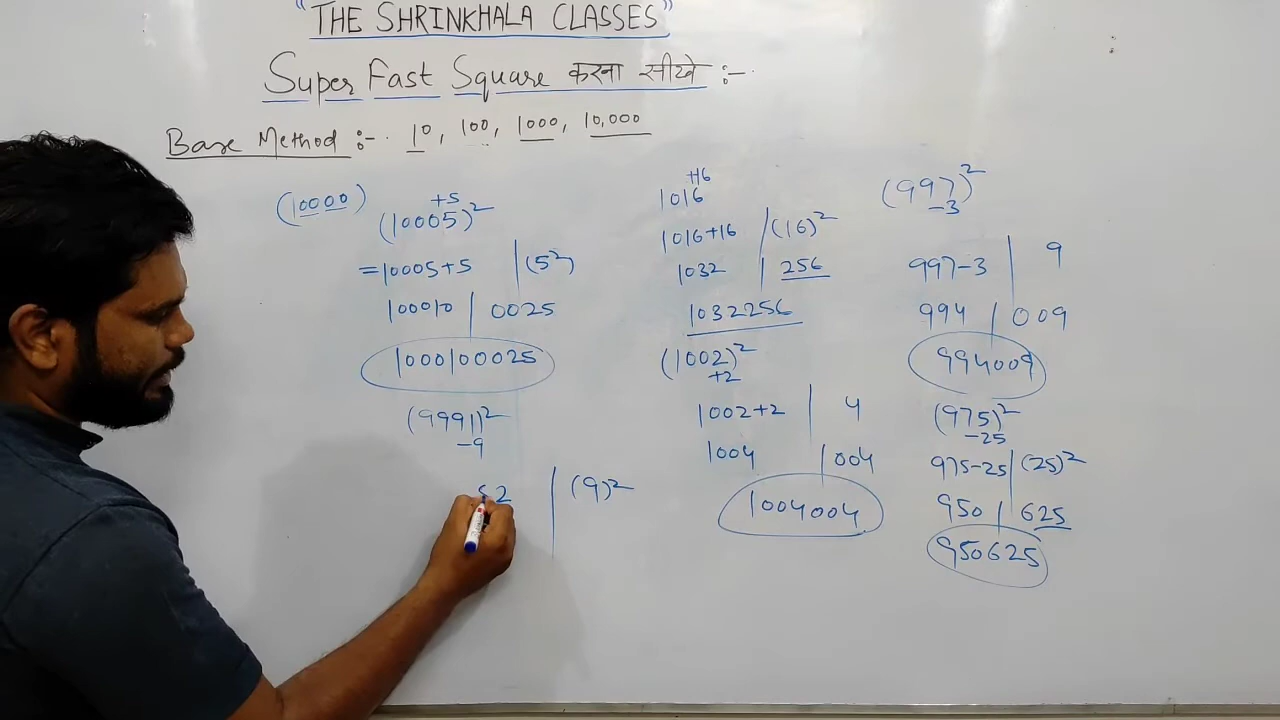 "THE SHRINKHALA CLASSES"
Super Fast Square करना सीखे :-
Base Method :- 10, 100, 1000, 10,000
(10000)
+5
(10005)²
=10005+5 | (5²)
100010 | 0025
1000100025
(9991)²
-9
82 | (9)²
+16
1016
1016+16 | (16)²
1032 | 256
1032256
(1002)²
+2
1002+2 | 4
1004 | 004
1004004
(997)²
-3
997-3 | 9
994 | 009
994009
(975)²
-25
975-25 | (25)²
950 | 625
950625